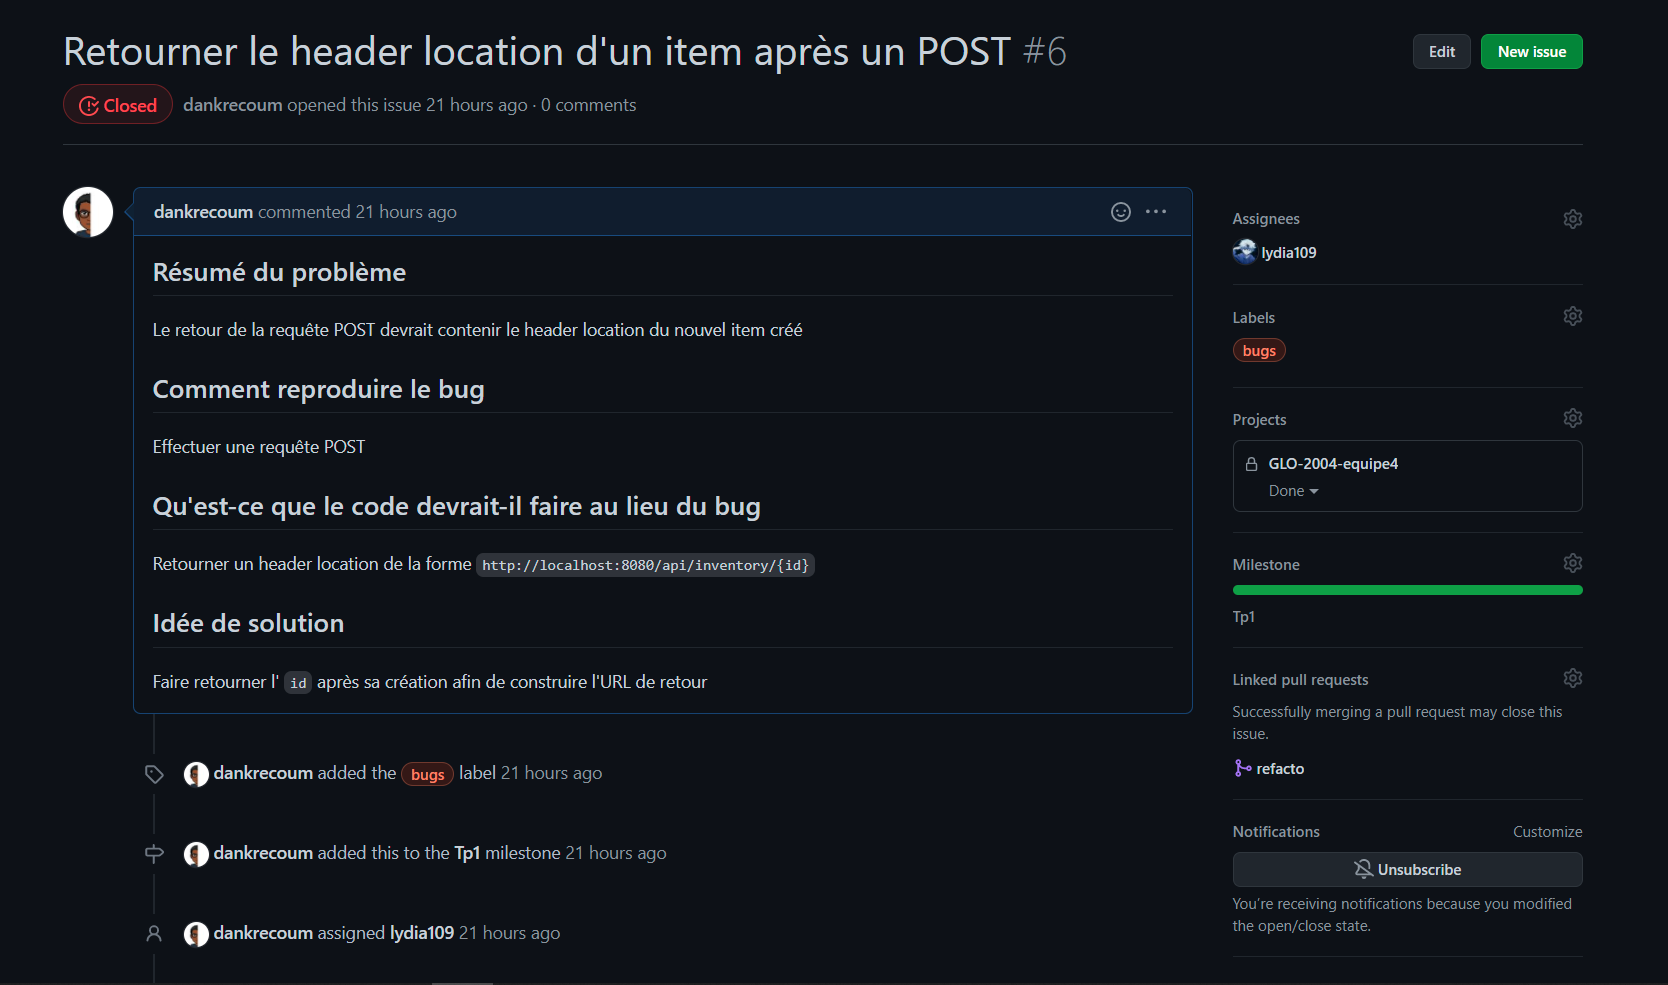 Retourner le header location d'un item après un POST #6
Edit
New issue
Closed
dankrecoum opened this issue 21 hours ago · 0 comments
dankrecoum commented 21 hours ago
Résumé du problème
Le retour de la requête POST devrait contenir le header location du nouvel item créé
Comment reproduire le bug
Effectuer une requête POST
Qu'est-ce que le code devrait-il faire au lieu du bug
Retourner un header location de la forme http://localhost:8080/api/inventory/{id}
Idée de solution
Faire retourner l' id après sa création afin de construire l'URL de retour
dankrecoum added the bugs label 21 hours ago
dankrecoum added this to the Tp1 milestone 21 hours ago
dankrecoum assigned lydia109 21 hours ago
Assignees
lydia109
Labels
bugs
Projects
GLO-2004-equipe4
Done
Milestone
Tp1
Linked pull requests
Successfully merging a pull request may close this
issue.
refacto
Notifications
Customize
Unsubscribe
You're receiving notifications because you modified
the open/close state.